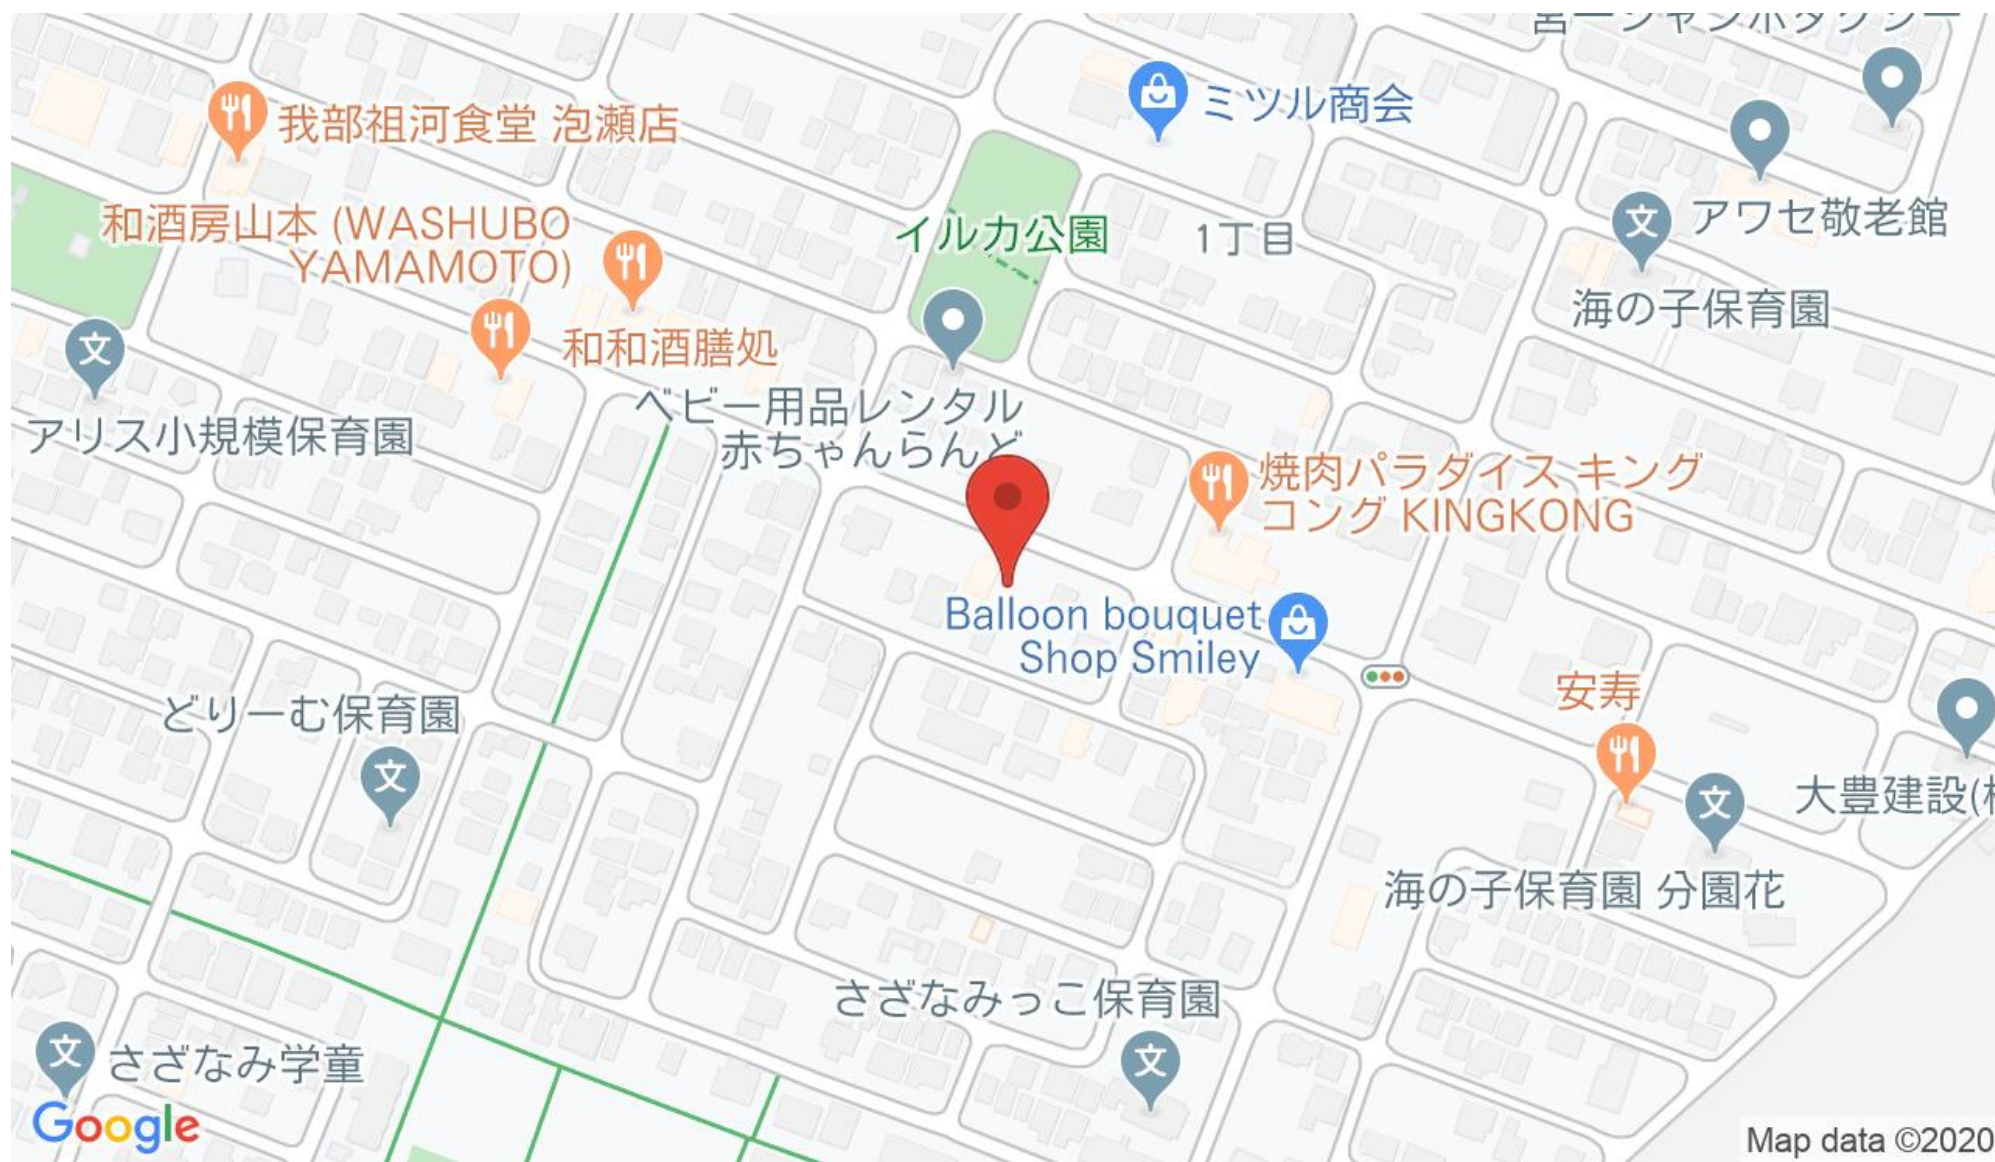 我部祖河食堂 泡瀬店
ミツル商会
和酒房山本 (WASHUBO
YAMAMOTO)
イルカ公園
1丁目
アワセ敬老館
海の子保育園
和和酒膳処
アリス小規模保育園
ベビー用品レンタル
赤ちゃんらんど
焼肉パラダイス キング
コング KINGKONG
Balloon bouquet
Shop Smiley
安寿
どりーむ保育園
大豊建設(
海の子保育園 分園花
さざなみっこ保育園
さざなみ学童
Google
Map data ©2020
文
文
文
文
文
文